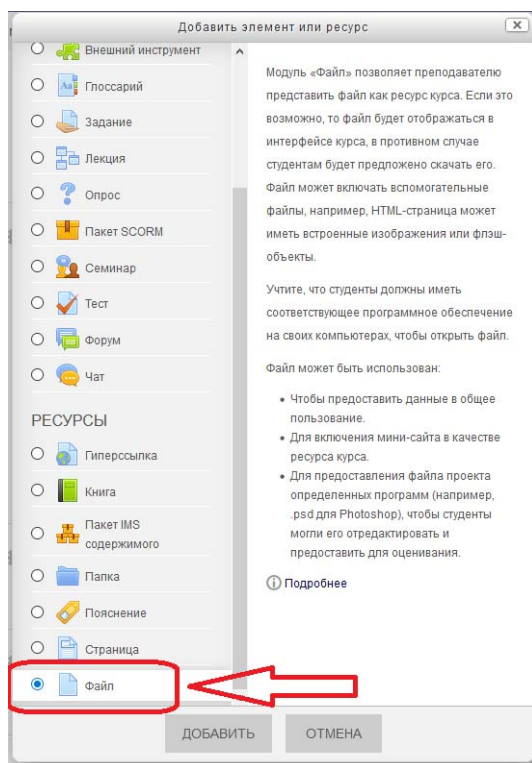 Добавить элемент или ресурс
Внешний инструмент
Глоссарий
Задание
Лекция
Опрос
Пакет SCORM
Семинар
Тест
Форум
Чат
РЕСУРСЫ
Гиперссылка
Книга
Пакет IMS
содержимого
Папка
Пояснение
Страница
Файл
Модуль «Файл» позволяет преподавателю
представить файл как ресурс курса. Если это
возможно, то файл будет отображаться в
интерфейсе курса, в противном случае
студентам будет предложено скачать его.
Файл может включать вспомогательные
файлы, например, HTML-страница может
иметь встроенные изображения или флэш-
объекты.
Учтите, что студенты должны иметь
соответствующее программное обеспечение
на своих компьютерах, чтобы открыть файл.
Файл может быть использован:
• Чтобы предоставить данные в общее
пользование.
• Для включения мини-сайта в качестве
ресурса курса.
• Для предоставления файла проекта
определенных программ (например,
.psd для Photoshop), чтобы студенты
могли его отредактировать и
предоставить для оценивания.
Подробнее
ДОБАВИТЬ ОТМЕНА